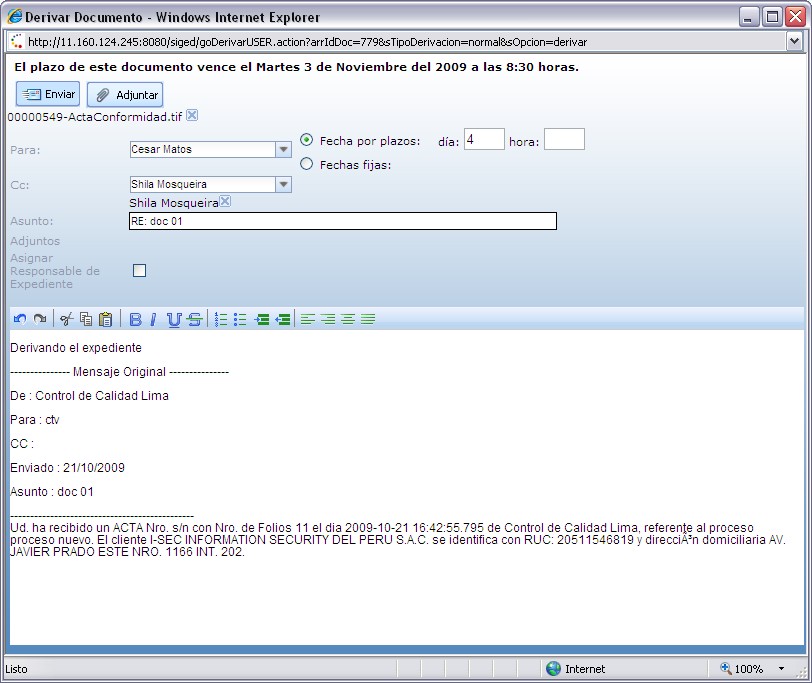 Derivar Documento - Windows Internet Explorer
http://11.160.124.245:8080/siged/goDerivarUSER.action?arrIdDoc=779&sTipoDerivacion=normal&sOpcion=derivar
El plazo de este documento vence el Martes 3 de Noviembre del 2009 a las 8:30 horas.
Enviar Adjuntar
00000549-ActaConformidad.tif
Para: Cesar Matos Fecha por plazos: día: 4 hora:
Fechas fijas:
Cc: Shila Mosqueira
Shila Mosqueira
Asunto: RE: doc 01
Adjuntos
Asignar
Responsable de
Expediente
B I U S
Derivando el expediente
--------------- Mensaje Original ---------------
De : Control de Calidad Lima
Para : ctv
CC :
Enviado : 21/10/2009
Asunto : doc 01
----------------------------------------------
Ud. ha recibido un ACTA Nro. s/n con Nro. de Folios 11 el dia 2009-10-21 16:42:55.795 de Control de Calidad Lima, referente al proceso
proceso nuevo. El cliente I-SEC INFORMATION SECURITY DEL PERU S.A.C. se identifica con RUC: 20511546819 y direcciÃ³n domiciliaria AV.
JAVIER PRADO ESTE NRO. 1166 INT. 202.
Listo Internet 100%